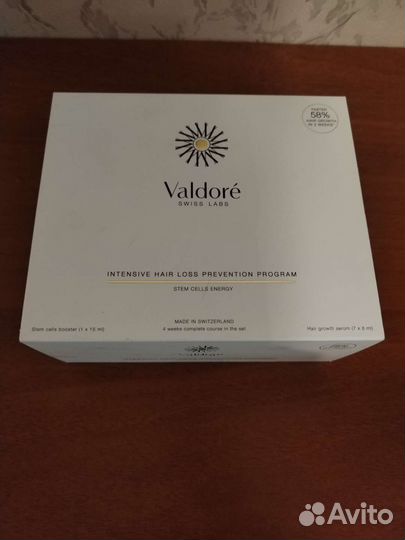 FASTER
58%
HAIR GROWTH
IN 2 WEEKS*
Valdoré
SWISS LABS
INTENSIVE HAIR LOSS PREVENTION PROGRAM
STEM CELLS ENERGY
MADE IN SWITZERLAND
Stem cells booster (1 x 15 ml)
4 weeks complete course in the set
Hair growth serum (7 x 5 ml)
Avito